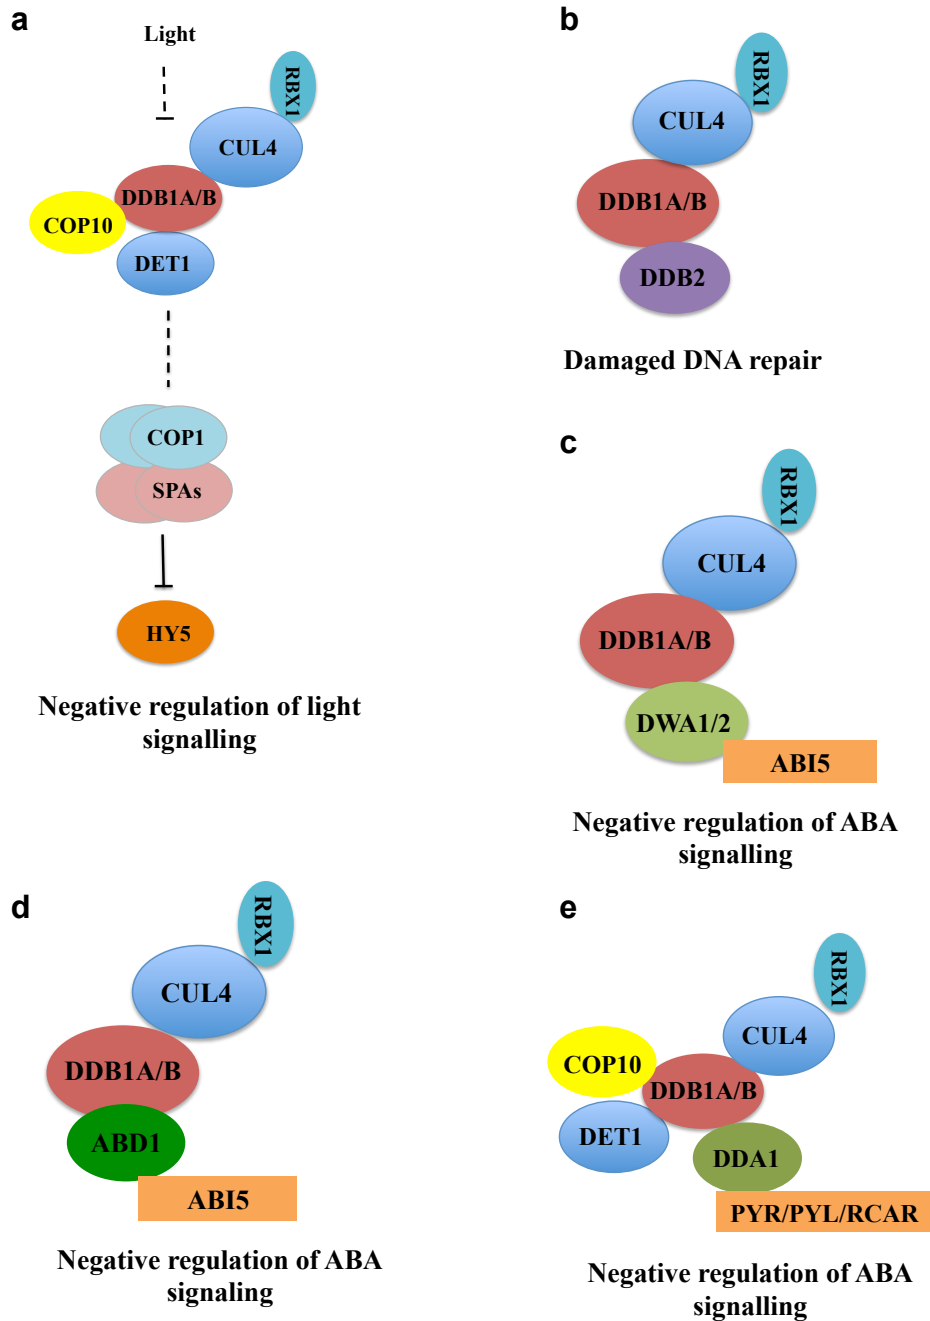 a
Light
RBX1
CUL4
DDB1A/B
COP10
DET1
COP1
SPAs
HY5
Negative regulation of light
signalling
b
RBX1
CUL4
DDB1A/B
DDB2
Damaged DNA repair
c
RBX1
CUL4
DDB1A/B
DWA1/2
ABI5
Negative regulation of ABA
signalling
d
RBX1
CUL4
DDB1A/B
ABD1
ABI5
Negative regulation of ABA
signaling
e
RBX1
CUL4
COP10
DDB1A/B
DET1
DDA1
PYR/PYL/RCAR
Negative regulation of ABA
signalling